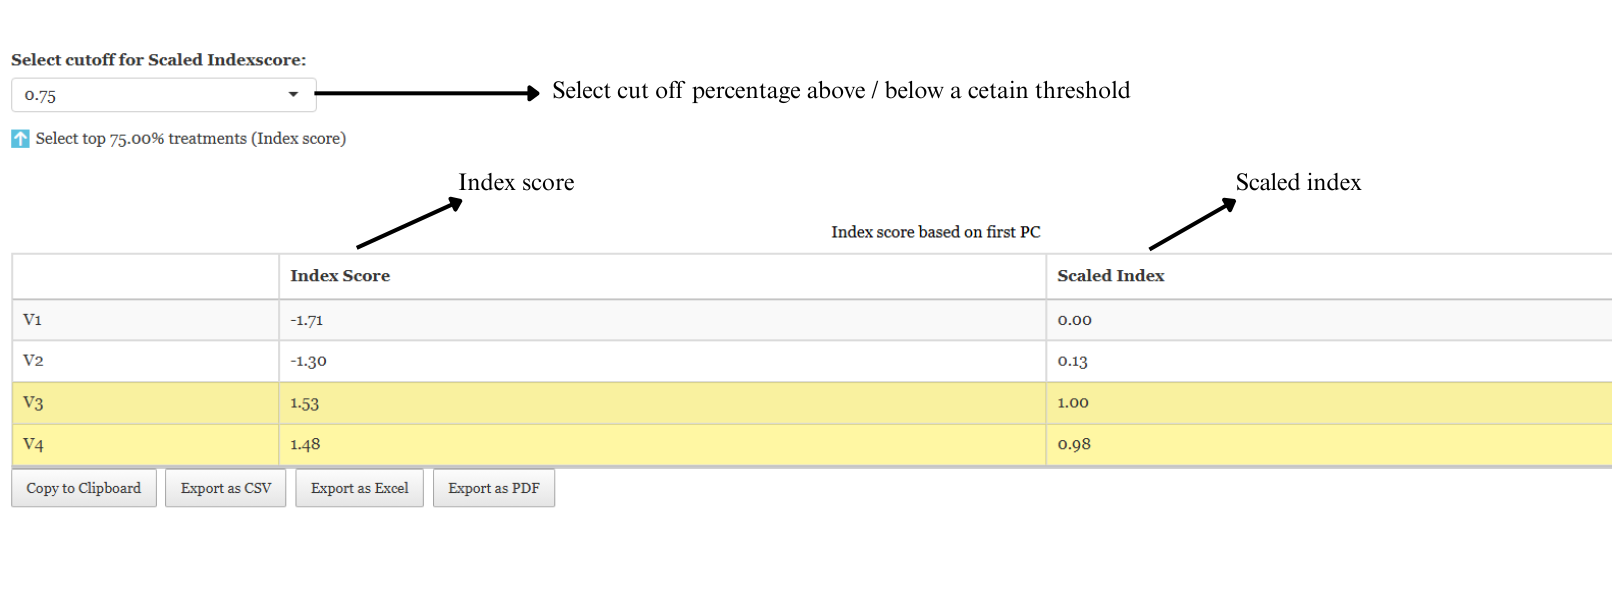 Select cutoff for Scaled Indexscore:
0.75
Select cut off percentage above / below a cetain threshold
Select top 75.00% treatments (Index score)
Index score
Scaled index
Index score based on first PC
Index Score Scaled Index
V1 -1.71 0.00
V2 -1.30 0.13
V3 1.53 1.00
V4 1.48 0.98
Copy to Clipboard Export as CSV Export as Excel Export as PDF